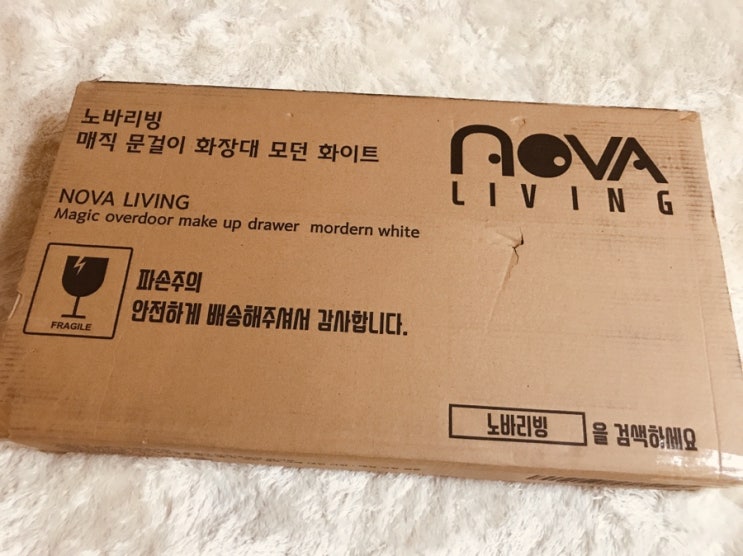 노바리빙
매직 문걸이 화장대 모던 화이트
NOVA LIVING
Magic overdoor make up drawer mordern white
NOVA
LIVING
FRAGILE
파손주의
안전하게 배송해주셔서 감사합니다.
노바리빙 을 검색하세요